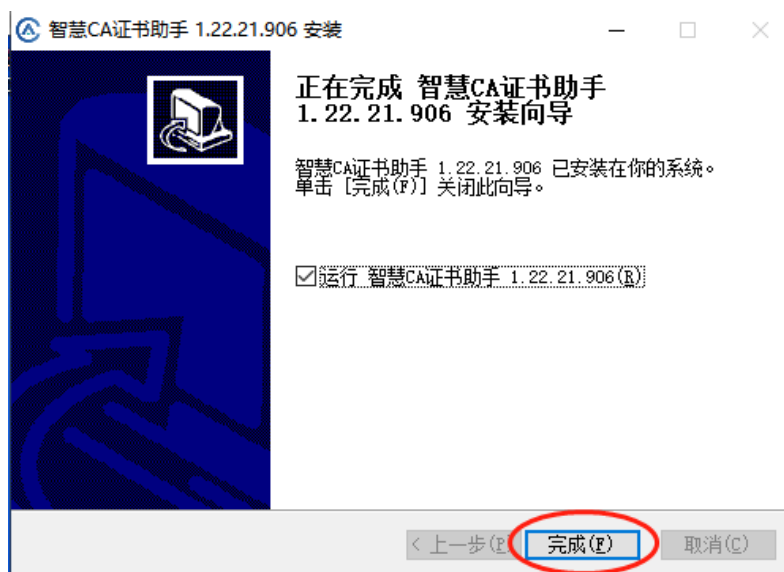 智慧CA证书助手 1.22.21.906 安装
正在完成 智慧CA证书助手
1.22.21.906 安装向导
智慧CA证书助手 1.22.21.906 已安装在你的系统。
单击 [完成(F)] 关闭此向导。
运行 智慧CA证书助手 1.22.21.906(R)
< 上一步(P
完成(F)
取消(C)